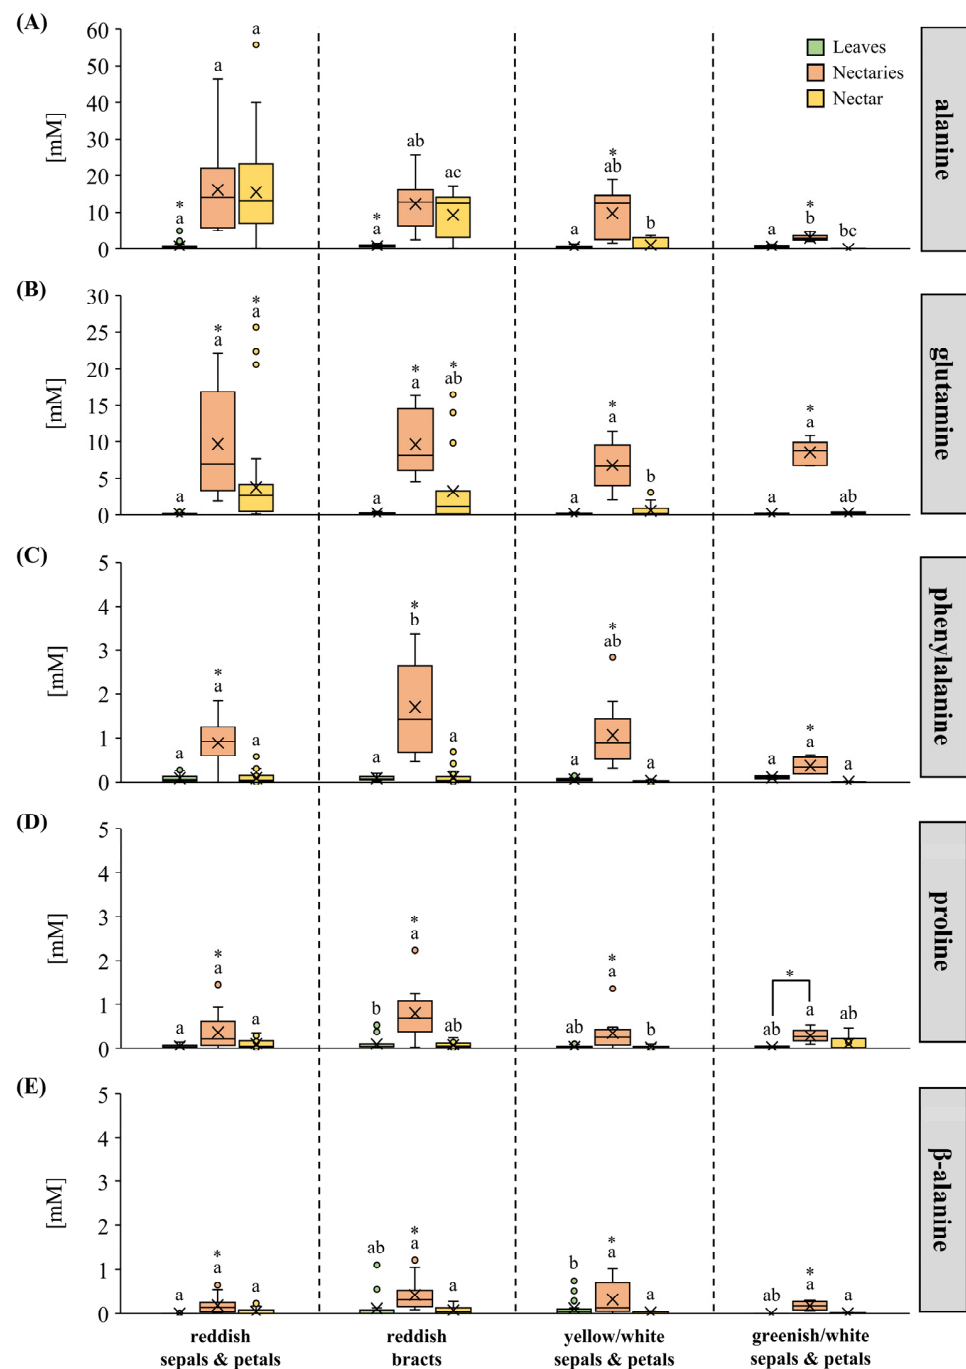 (A)
60
50
40
30
20
10
0
[mM]
* a
a
a
* a
ab
ac
a
* ab
b
a
* b
bc
Leaves
Nectaries
Nectar
alanine
(B)
30
25
20
15
10
5
0
[mM]
a
* a
* a
a
* a
* ab
a
* a
b
a
* a
ab
glutamine
(C)
5
4
3
2
1
0
[mM]
a
* a
a
a
* b
a
a
* ab
a
a
* a
a
phenylalanine
(D)
5
4
3
2
1
0
[mM]
a
* a
a
b
* a
ab
ab
* a
b
*
ab
a
ab
proline
(E)
5
4
3
2
1
0
[mM]
a
* a
a
ab
* a
a
b
* a
a
ab
* a
a
β-alanine
reddish
sepals & petals
reddish
bracts
yellow/white
sepals & petals
greenish/white
sepals & petals